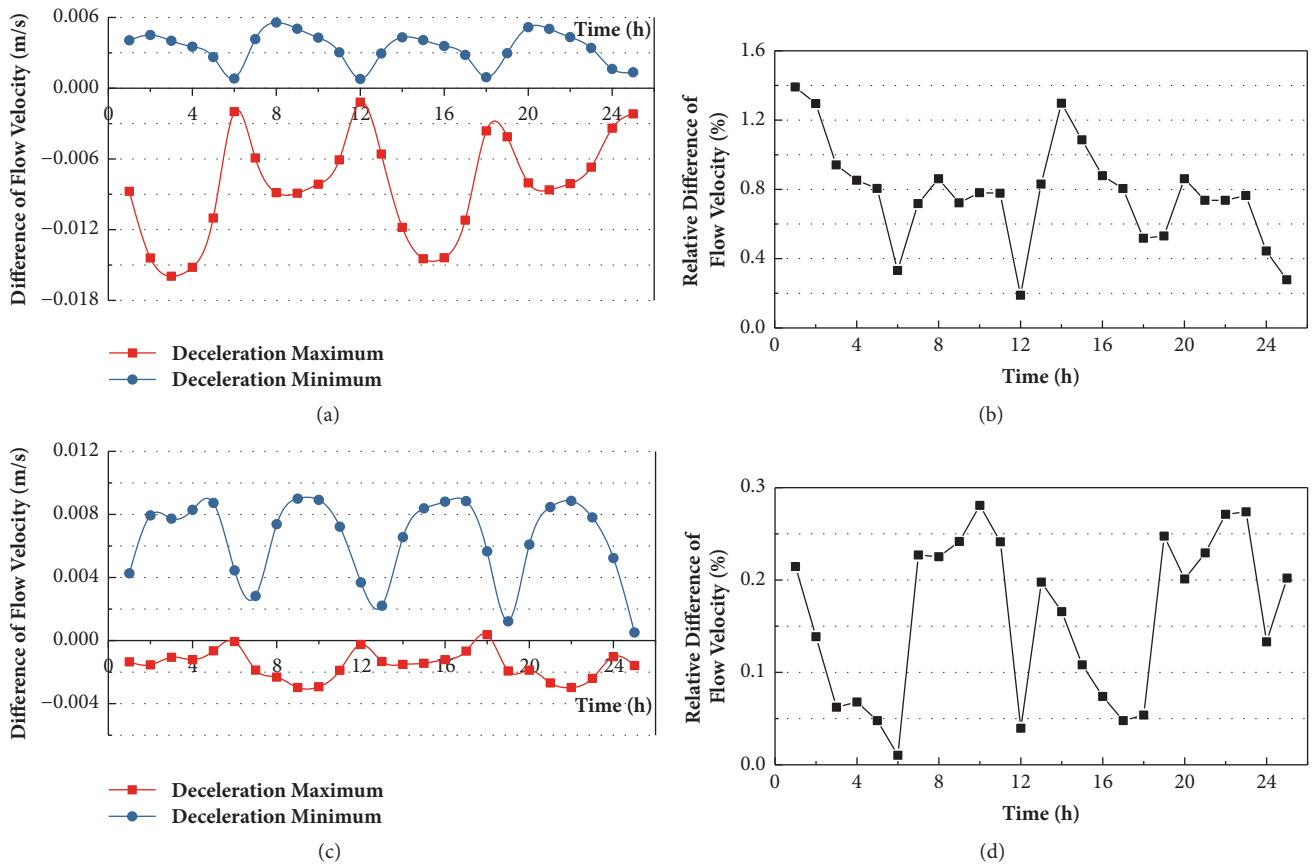 Difference of Flow Velocity (m/s)
0.006
0.000
−0.006
−0.012
−0.018
0 4 8 12 16 20 24
Time (h)
Deceleration Maximum
Deceleration Minimum
(a)
Relative Difference of
Flow Velocity (%)
1.6
1.2
0.8
0.4
0.0
0 4 8 12 16 20 24
Time (h)
(b)
Difference of Flow Velocity (m/s)
0.012
0.008
0.004
0.000
−0.004
0 4 8 12 16 20 24
Time (h)
Deceleration Maximum
Deceleration Minimum
(c)
Relative Difference of
Flow Velocity (%)
0.3
0.2
0.1
0.0
0 4 8 12 16 20 24
Time (h)
(d)